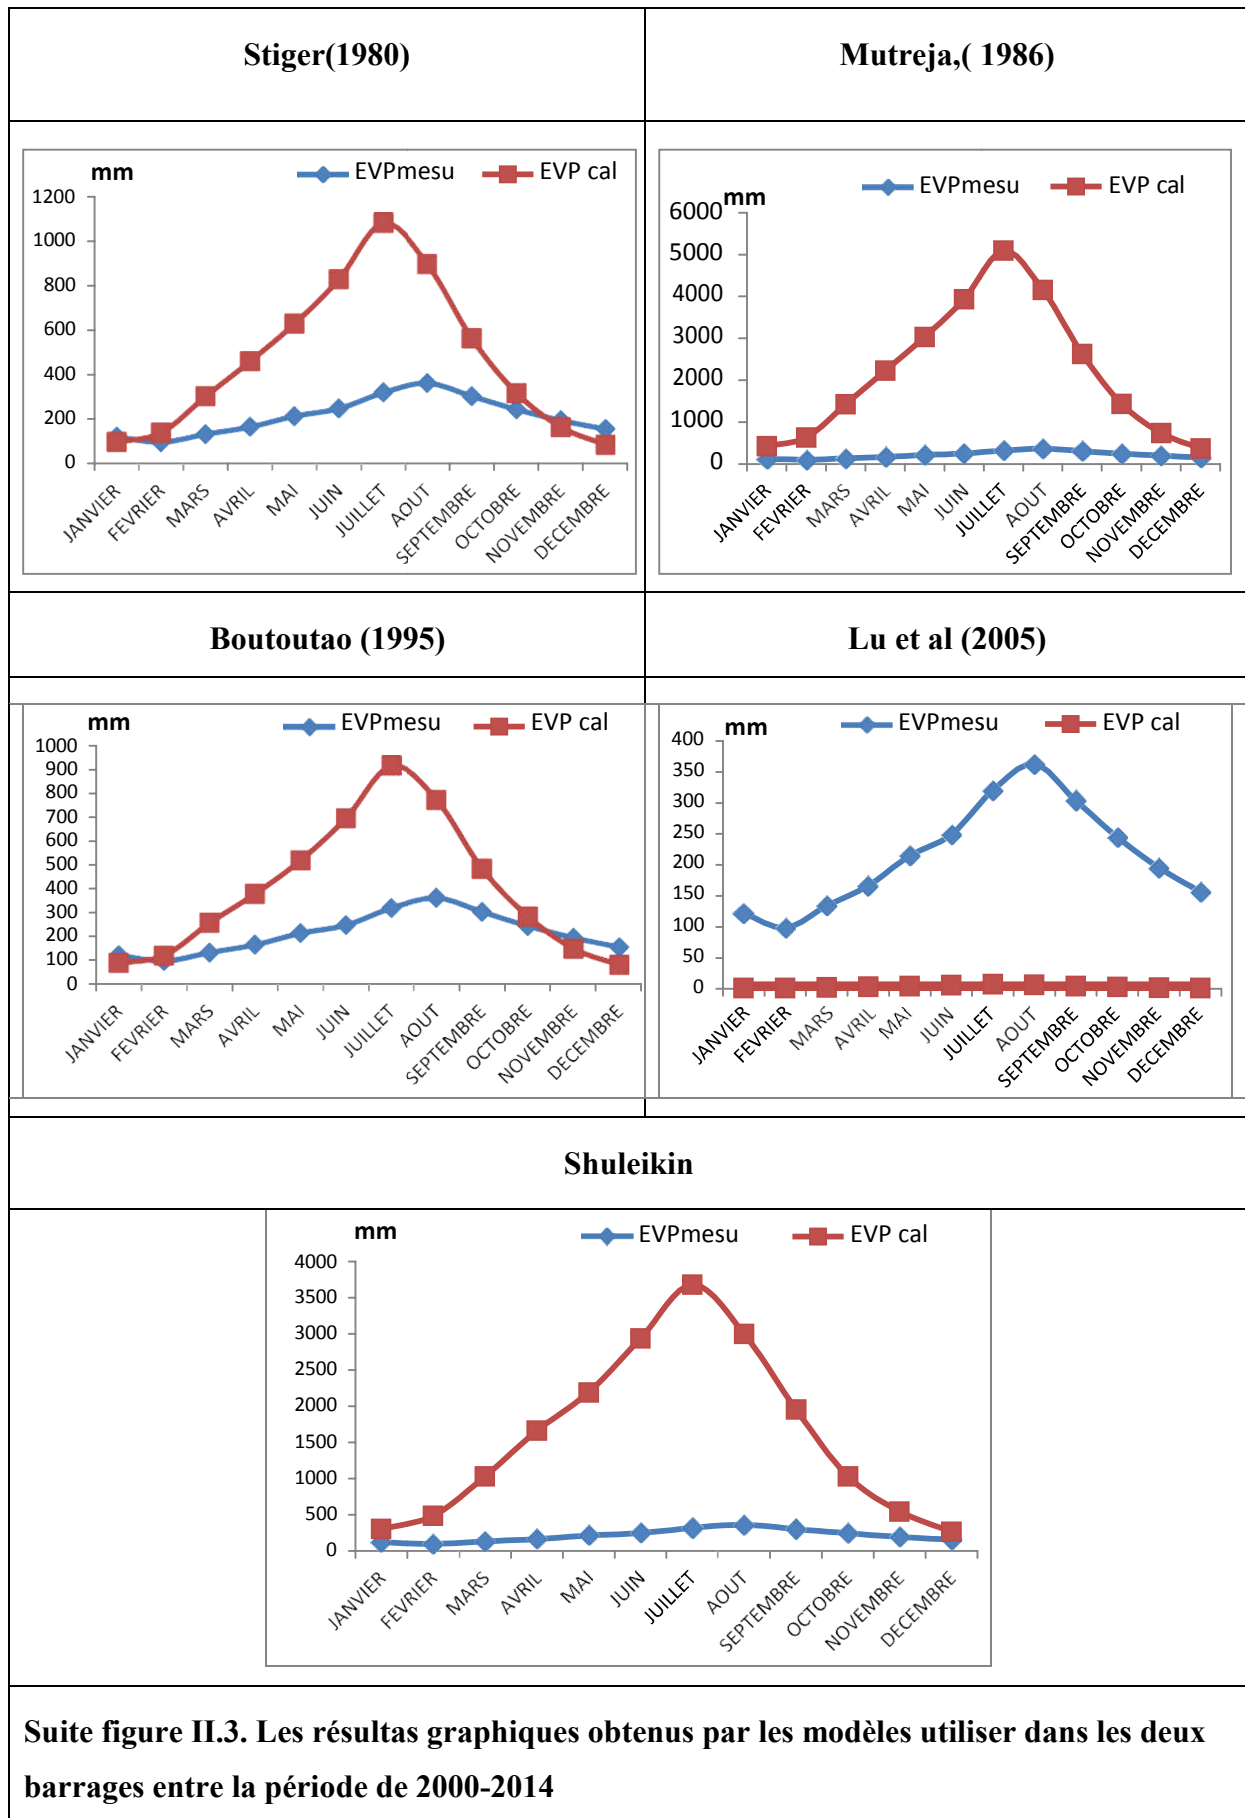 Stiger(1980)
Mutreja,( 1986)
mm
EVPmesu
EVP cal
1200
1000
800
600
400
200
0
JANVIER
FEVRIER
MARS
AVRIL
MAI
JUIN
JUILLET
AOUT
SEPTEMBRE
OCTOBRE
NOVEMBRE
DECEMBRE
mm
EVPmesu
EVP cal
6000
5000
4000
3000
2000
1000
0
JANVIER
FEVRIER
MARS
AVRIL
MAI
JUIN
JUILLET
AOUT
SEPTEMBRE
OCTOBRE
NOVEMBRE
DECEMBRE
Boutoutao (1995)
Lu et al (2005)
mm
EVPmesu
EVP cal
1000
900
800
700
600
500
400
300
200
100
0
JANVIER
FEVRIER
MARS
AVRIL
MAI
JUIN
JUILLET
AOUT
SEPTEMBRE
OCTOBRE
NOVEMBRE
DECEMBRE
mm
EVPmesu
EVP cal
400
350
300
250
200
150
100
50
0
JANVIER
FEVRIER
MARS
AVRIL
MAI
JUIN
JUILLET
AOUT
SEPTEMBRE
OCTOBRE
NOVEMBRE
DECEMBRE
Shuleikin
mm
EVPmesu
EVP cal
4000
3500
3000
2500
2000
1500
1000
500
0
JANVIER
FEVRIER
MARS
AVRIL
MAI
JUIN
JUILLET
AOUT
SEPTEMBRE
OCTOBRE
NOVEMBRE
DECEMBRE
Suite figure II.3. Les résultas graphiques obtenus par les modèles utiliser dans les deux
barrages entre la période de 2000-2014